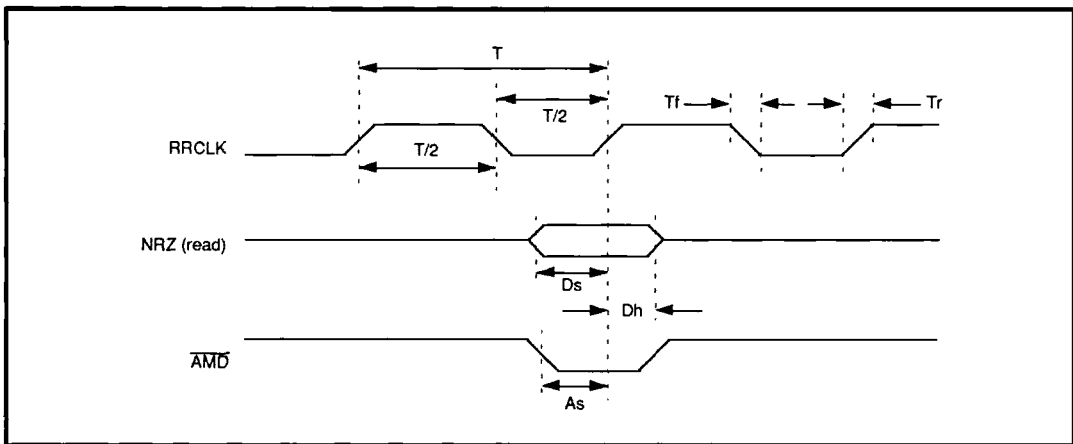 T
T/2
Tf
Tr
RRCLK
T/2
NRZ (read)
Ds
Dh
AMD
As